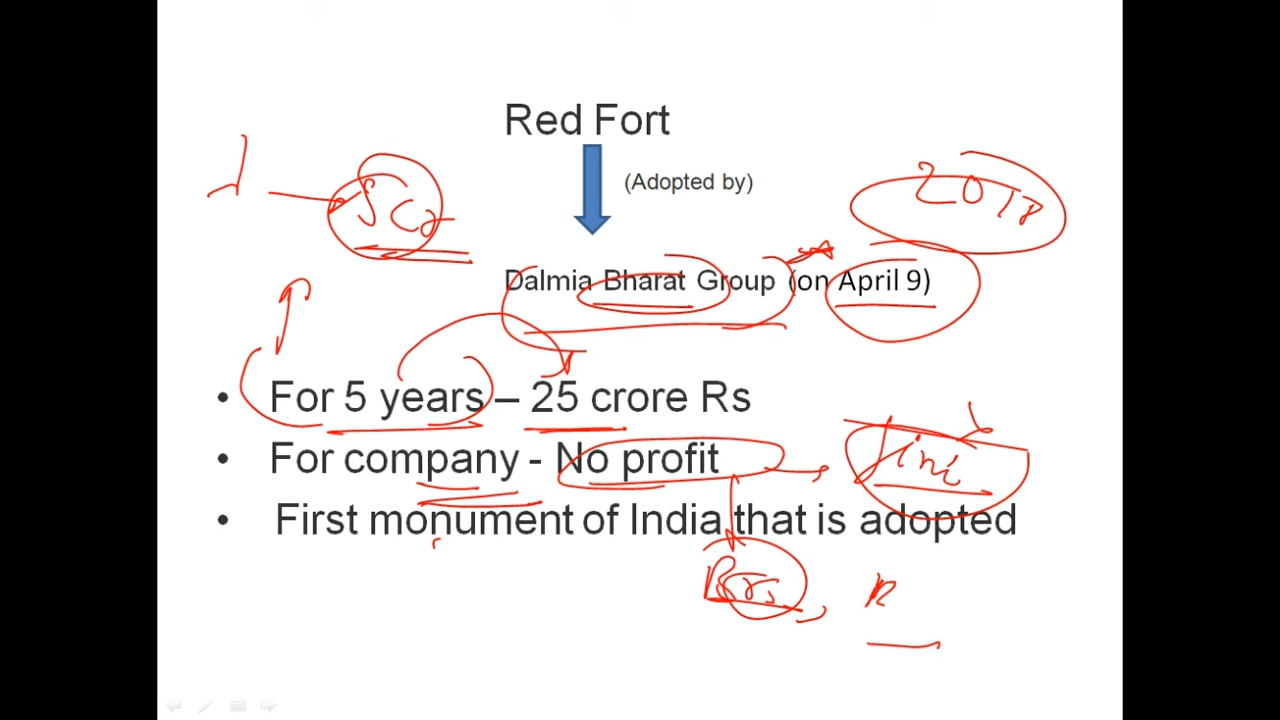 Red Fort
(Adopted by)
2018
Dalmia Bharat Group (on April 9)
• For 5 years – 25 crore Rs
• For company - No profit
• First monument of India that is adopted